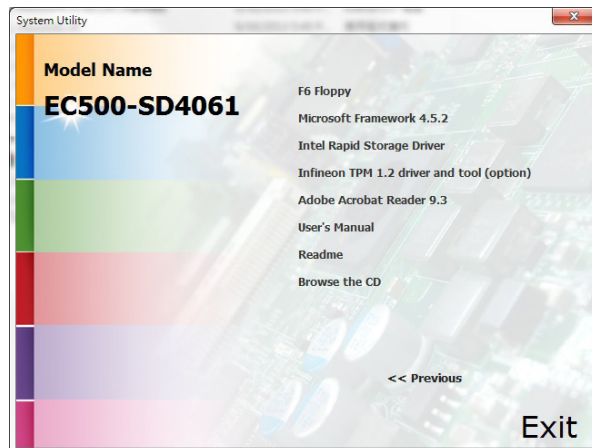 System Utility
Model Name
EC500-SD4061
F6 Floppy
Microsoft Framework 4.5.2
Intel Rapid Storage Driver
Infineon TPM 1.2 driver and tool (option)
Adobe Acrobat Reader 9.3
User's Manual
Readme
Browse the CD
<< Previous
Exit